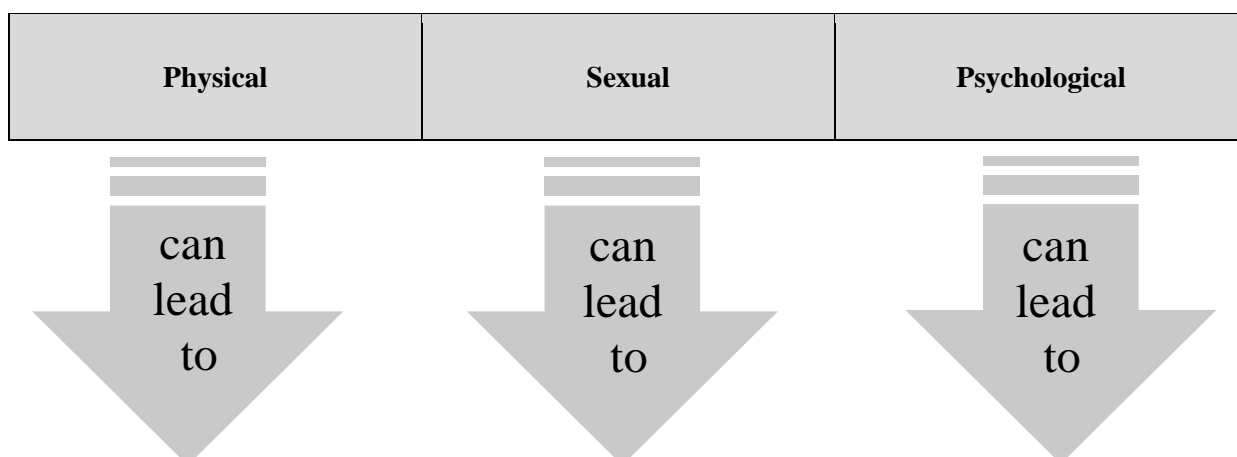 Physical Sexual Psychological
can can can
lead lead lead
to to to